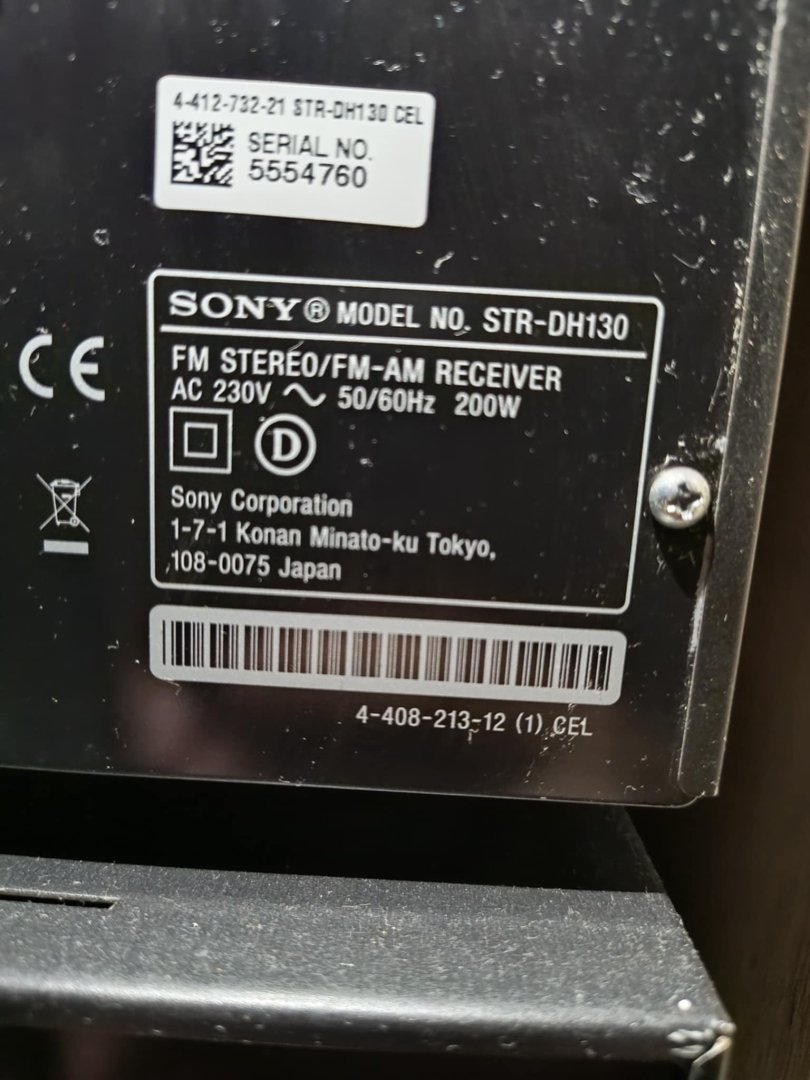 4-412-732-21 STR-DH130 CEL
SERIAL NO.
5554760
SONY® MODEL NO. STR-DH130
FM STEREO/FM-AM RECEIVER
AC 230V ~ 50/60Hz 200W
D
CE
Sony Corporation
1-7-1 Konan Minato-ku Tokyo,
108-0075 Japan
4-408-213-12 (1) CEL